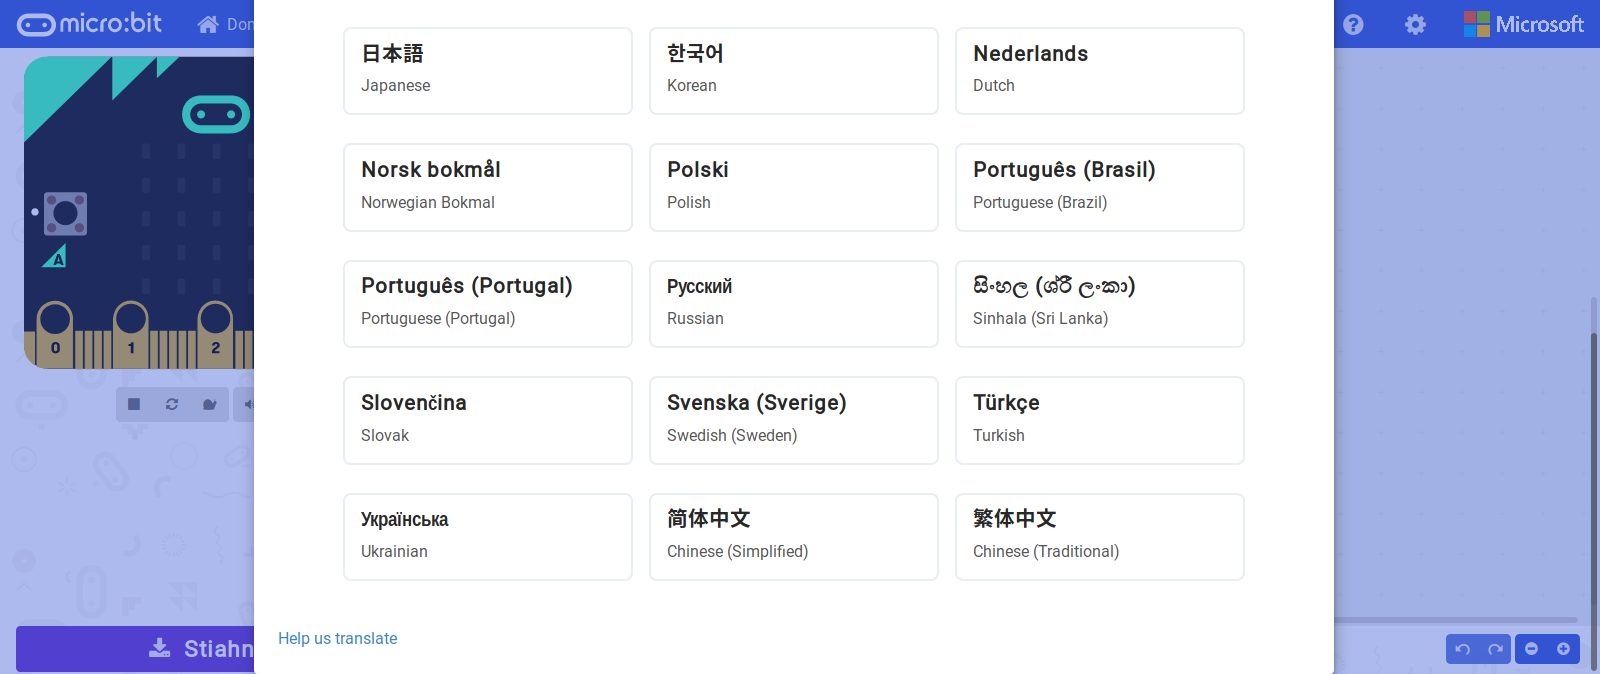 micro:bit
Dom
Microsoft
日本語
Japanese
한국어
Korean
Nederlands
Dutch
Norsk bokmål
Norwegian Bokmal
Polski
Polish
Português (Brasil)
Portuguese (Brazil)
Português (Portugal)
Portuguese (Portugal)
Русский
Russian
සිංහල (ශ්රී ලංකා)
Sinhala (Sri Lanka)
Slovenčina
Slovak
Svenska (Sverige)
Swedish (Sweden)
Türkçe
Turkish
Українська
Ukrainian
简体中文
Chinese (Simplified)
繁体中文
Chinese (Traditional)
A
0 1 2
Stiahn
Help us translate